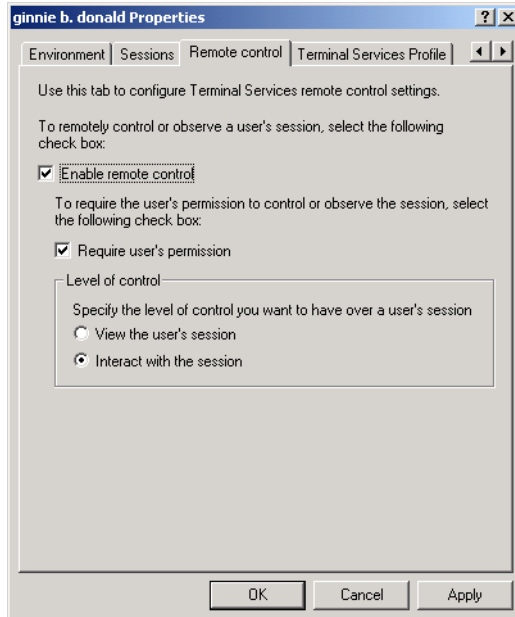 ginnie b. donald Properties
Environment Sessions Remote control Terminal Services Profile
Use this tab to configure Terminal Services remote control settings.
To remotely control or observe a user's session, select the following
check box:
Enable remote control
To require the user's permission to control or observe the session, select
the following check box:
Require user's permission
Level of control
Specify the level of control you want to have over a user's session
View the user's session
Interact with the session
OK Cancel Apply